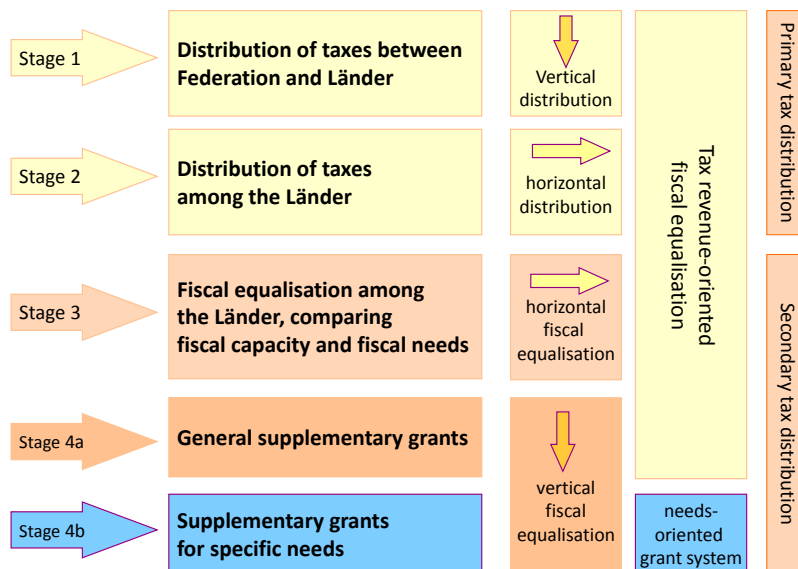 Stage 1
Distribution of taxes between
Federation and Länder
Vertical
distribution
Stage 2
Distribution of taxes
among the Länder
horizontal
distribution
Stage 3
Fiscal equalisation among
the Länder, comparing
fiscal capacity and fiscal needs
horizontal
fiscal
equalisation
Stage 4a
General supplementary grants
vertical
fiscal
equalisation
Stage 4b
Supplementary grants
for specific needs
Tax revenue-oriented
fiscal equalisation
needs-
oriented
grant system
Primary tax distribution
Secondary tax distribution